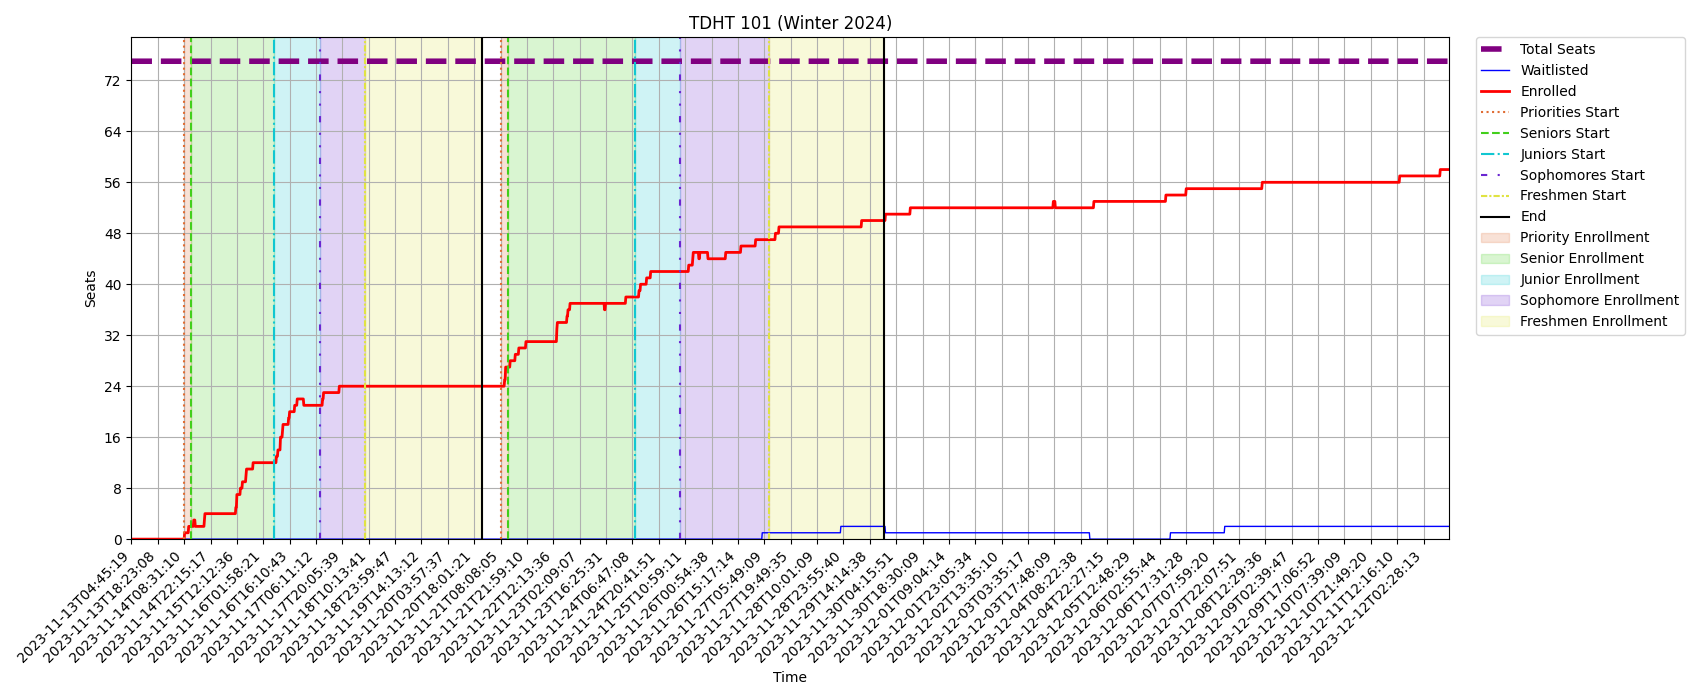 TDHT 101 (Winter 2024)
Seats
72
64
56
48
40
32
24
16
8
0
2023-11-13T04:45:19
2023-11-13T18:23:08
2023-11-14T08:31:10
2023-11-14T22:15:17
2023-11-15T12:12:36
2023-11-16T01:58:21
2023-11-16T16:10:43
2023-11-17T06:11:12
2023-11-17T20:05:39
2023-11-18T10:13:41
2023-11-18T23:59:47
2023-11-19T14:13:12
2023-11-20T03:57:37
2023-11-20T18:01:23
2023-11-21T08:08:05
2023-11-21T21:59:10
2023-11-22T12:13:36
2023-11-23T02:09:07
2023-11-23T16:25:31
2023-11-24T06:47:08
2023-11-24T20:41:51
2023-11-25T10:59:11
2023-11-26T00:54:38
2023-11-26T15:17:14
2023-11-27T05:49:09
2023-11-27T19:49:35
2023-11-28T10:01:09
2023-11-28T23:55:40
2023-11-29T14:14:38
2023-11-30T04:15:51
2023-11-30T18:30:09
2023-12-01T09:04:14
2023-12-01T23:05:34
2023-12-02T13:35:10
2023-12-03T03:35:17
2023-12-03T17:48:09
2023-12-04T08:22:38
2023-12-04T22:27:15
2023-12-05T12:48:29
2023-12-06T02:55:44
2023-12-06T17:31:28
2023-12-07T07:59:20
2023-12-07T22:07:51
2023-12-08T12:29:36
2023-12-09T02:39:47
2023-12-09T17:06:52
2023-12-10T07:39:09
2023-12-10T21:49:20
2023-12-11T12:16:10
2023-12-12T02:28:13
Time
Total Seats
Waitlisted
Enrolled
Priorities Start
Seniors Start
Juniors Start
Sophomores Start
Freshmen Start
End
Priority Enrollment
Senior Enrollment
Junior Enrollment
Sophomore Enrollment
Freshmen Enrollment